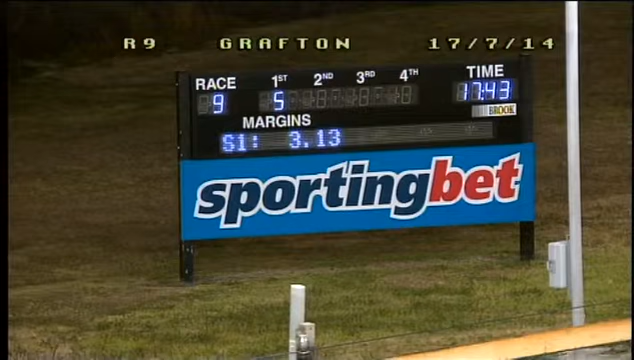 R9 GRAFTON 17/7/14
RACE 1ST 2ND 3RD 4TH TIME
9 5 17:43
BROOK
MARGINS
S1: 3.13
sportingbet